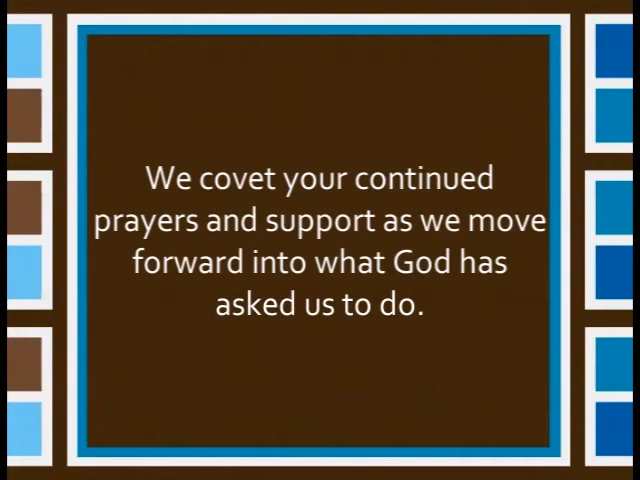 We covet your continued
prayers and support as we move
forward into what God has
asked us to do.